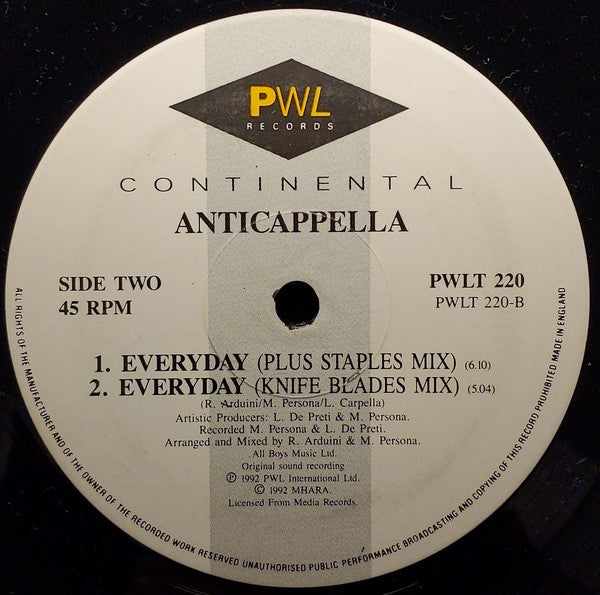 PWL
RECORDS
CONTINENTAL
ANTICAPPELLA
SIDE TWO
45 RPM
PWLT 220
PWLT 220-B
1. EVERYDAY (PLUS STAPLES MIX) (6.10)
2. EVERYDAY (KNIFE BLADES MIX) (5.04)
(R. Arduini/M. Persona/L. Carpella)
Artistic Producers: L. De Preti & M. Persona.
Recorded M. Persona & L. De Preti.
Arranged and Mixed by R. Arduini & M. Persona.
All Boys Music Ltd.
Original sound recording
℗ 1992 PWL International Ltd.
© 1992 MHARA.
Licensed From Media Records.
ALL RIGHTS OF THE MANUFACTURER AND OF THE OWNER OF THE RECORDED WORK RESERVED UNAUTHORISED PUBLIC PERFORMANCE BROADCASTING AND COPYING OF THIS RECORD PROHIBITED MADE IN ENGLAND